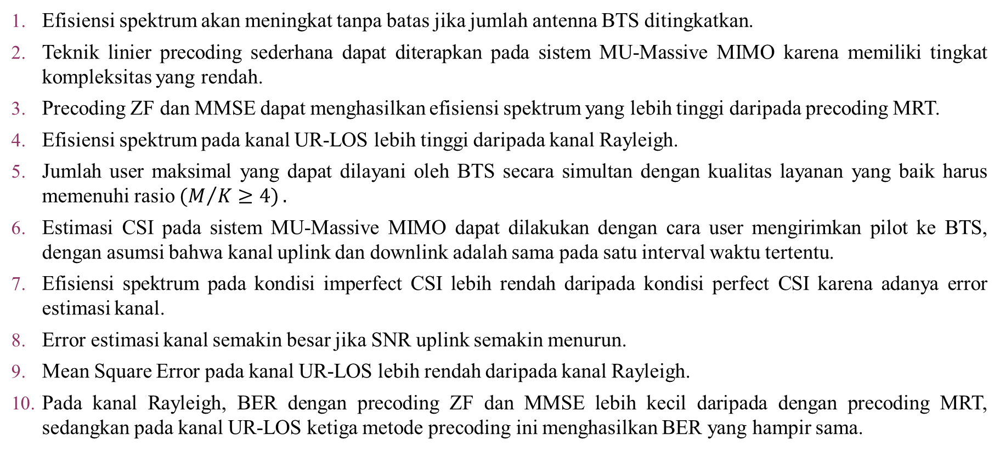 1. Efisiensi spektrum akan meningkat tanpa batas jika jumlah antenna BTS ditingkatkan.
2. Teknik linier precoding sederhana dapat diterapkan pada sistem MU-Massive MIMO karena memiliki tingkat
kompleksitas yang rendah.
3. Precoding ZF dan MMSE dapat menghasilkan efisiensi spektrum yang lebih tinggi daripada precoding MRT.
4. Efisiensi spektrum pada kanal UR-LOS lebih tinggi daripada kanal Rayleigh.
5. Jumlah user maksimal yang dapat dilayani oleh BTS secara simultan dengan kualitas layanan yang baik harus
memenuhi rasio (M/K ≥ 4) .
6. Estimasi CSI pada sistem MU-Massive MIMO dapat dilakukan dengan cara user mengirimkan pilot ke BTS,
dengan asumsi bahwa kanal uplink dan downlink adalah sama pada satu interval waktu tertentu.
7. Efisiensi spektrum pada kondisi imperfect CSI lebih rendah daripada kondisi perfect CSI karena adanya error
estimasi kanal.
8. Error estimasi kanal semakin besar jika SNR uplink semakin menurun.
9. Mean Square Error pada kanal UR-LOS lebih rendah daripada kanal Rayleigh.
10. Pada kanal Rayleigh, BER dengan precoding ZF dan MMSE lebih kecil daripada dengan precoding MRT,
sedangkan pada kanal UR-LOS ketiga metode precoding ini menghasilkan BER yang hampir sama.